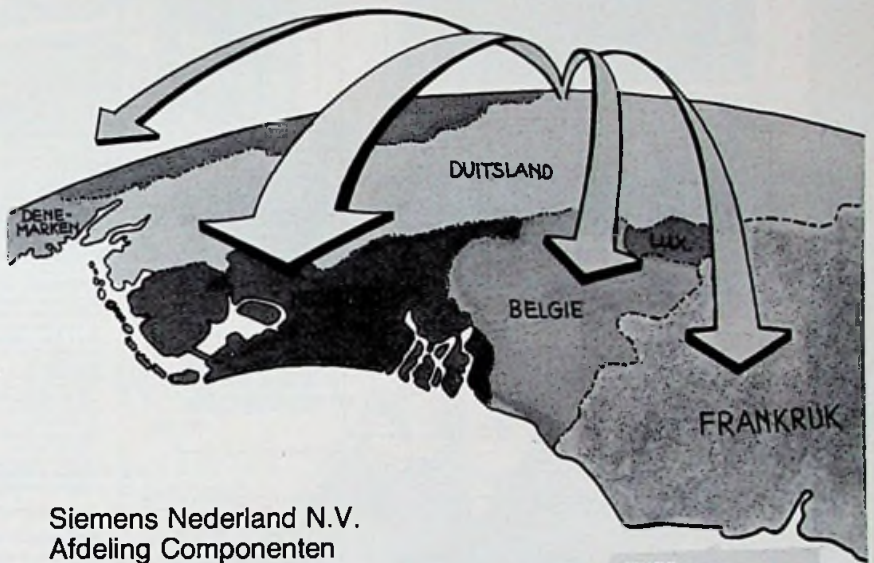 DUITSLAND
DENE-
MARKEN
LUX.
BELGIE
FRANKRIJK
Siemens Nederland N.V.
Afdeling Componenten